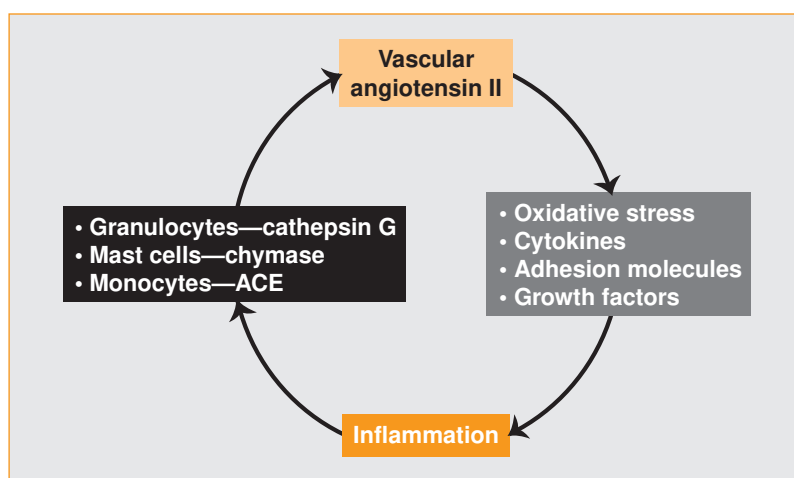 Vascular
angiotensin II
• Granulocytes—cathepsin G
• Mast cells—chymase
• Monocytes—ACE
• Oxidative stress
• Cytokines
• Adhesion molecules
• Growth factors
Inflammation